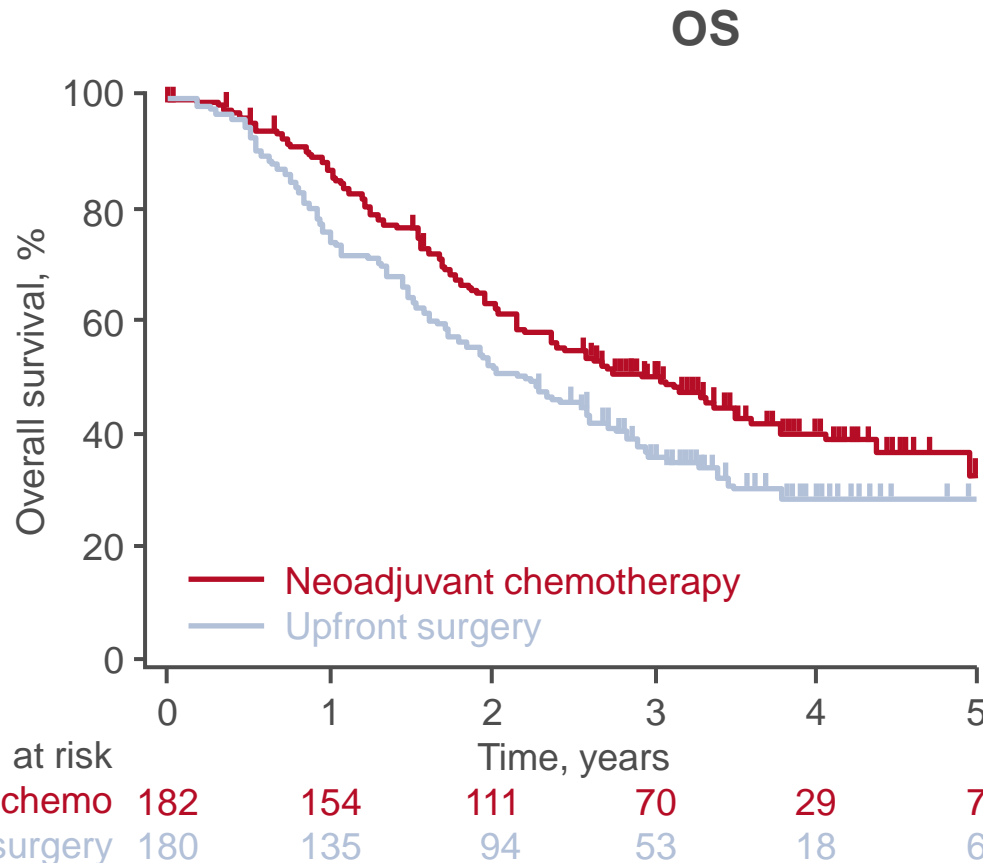 OS
Overall survival, %
100
80
60
40
20
0
Neoadjuvant chemotherapy
Upfront surgery
0 1 2 3 4 5
Time, years
at risk
chemo 182 154 111 70 29 7
surgery 180 135 94 53 18 6